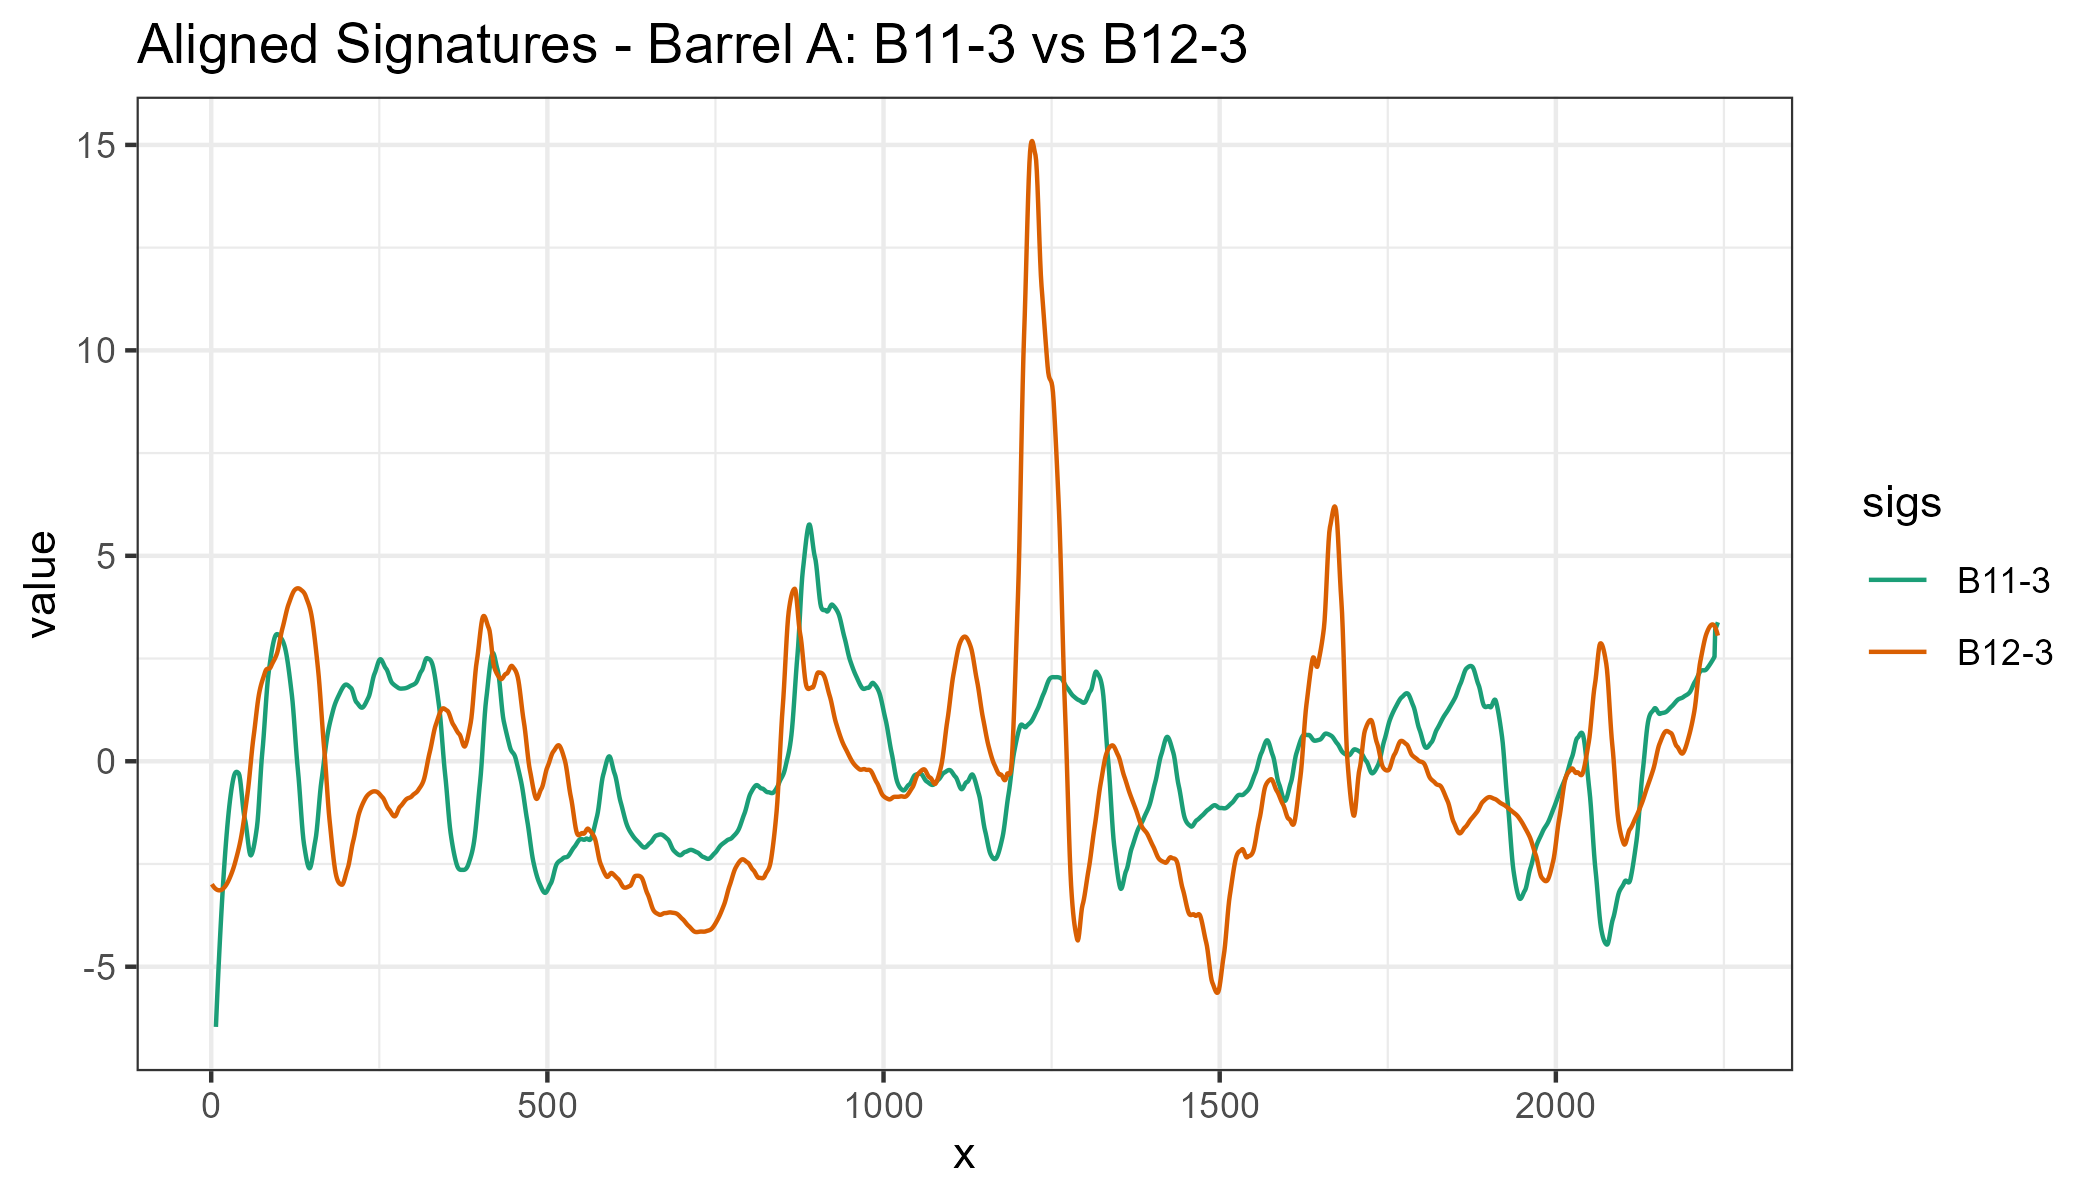 Aligned Signatures - Barrel A: B11-3 vs B12-3
15
10
5
0
-5
value
0 500 1000 1500 2000
x
sigs
B11-3
B12-3